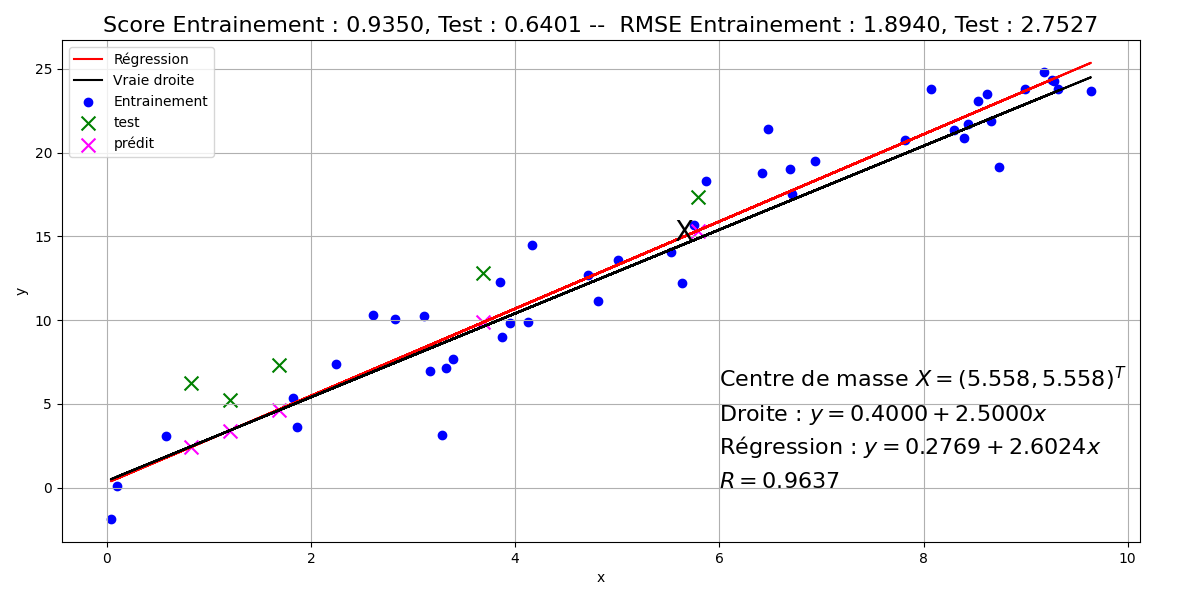 Score Entrainement : 0.9350, Test : 0.6401 --  RMSE Entrainement : 1.8940, Test : 2.7527
Régression
Vraie droite
Entrainement
test
prédit
25
20
15
10
5
0
y
Centre de masse X = (5.558, 5.558)^T
Droite : y = 0.4000 + 2.5000x
Régression : y = 0.2769 + 2.6024x
R = 0.9637
0 2 4 6 8 10
x